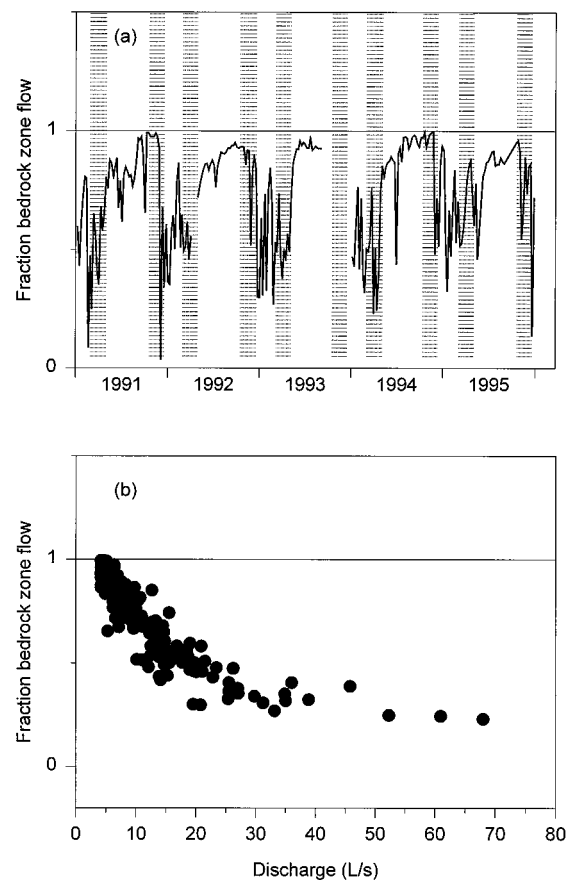 (a)
Fraction bedrock zone flow
1
0
1991 1992 1993 1994 1995
(b)
Fraction bedrock zone flow
1
0
0 10 20 30 40 50 60 70 80
Discharge (L/s)